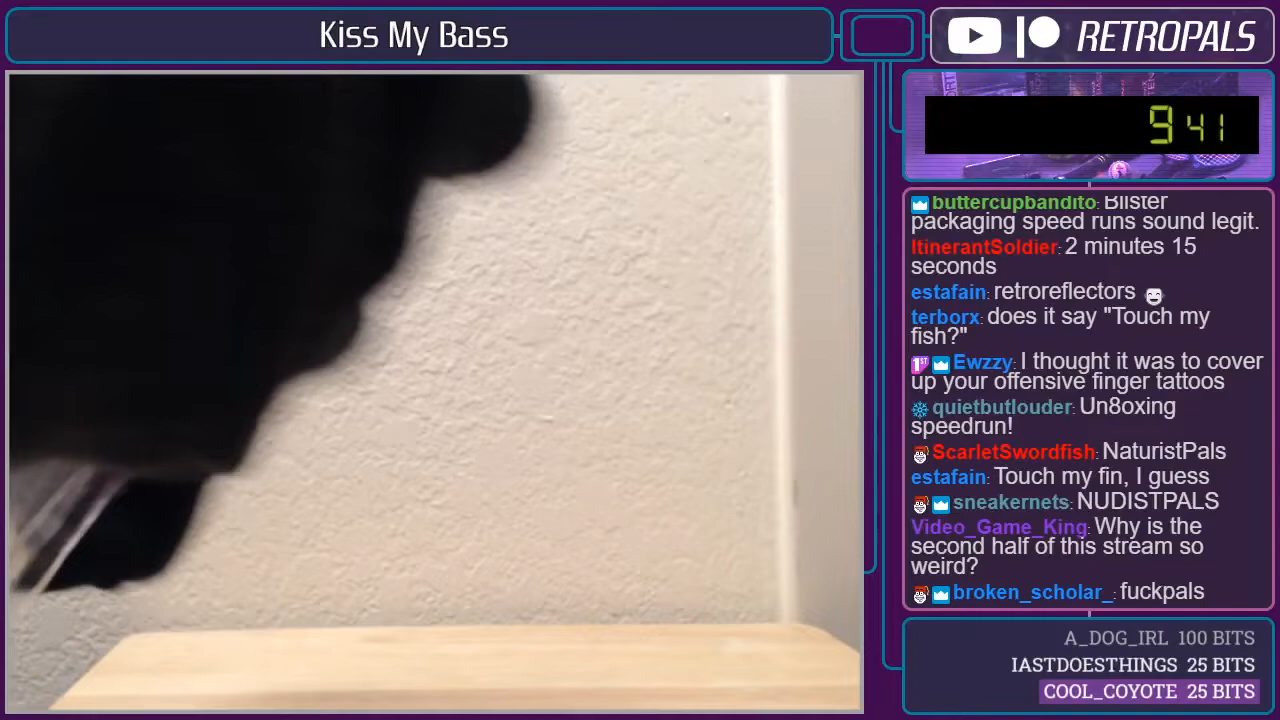 Kiss My Bass
RETROPALS
9 41
buttercupbandito: Blister
packaging speed runs sound legit.
ItinerantSoldier: 2 minutes 15
seconds
estafain: retroreflectors
terborx: does it say "Touch my
fish?"
1ST Ewzzy: I thought it was to cover
up your offensive finger tattoos
quietbutlouder: Un8oxing
speedrun!
ScarletSwordfish: NaturistPals
estafain: Touch my fin, I guess
sneakernets: NUDISTPALS
Video_Game_King: Why is the
second half of this stream so
weird?
broken_scholar_: fuckpals
A_DOG_IRL 100 BITS
IASTDOESTHINGS 25 BITS
COOL_COYOTE 25 BITS